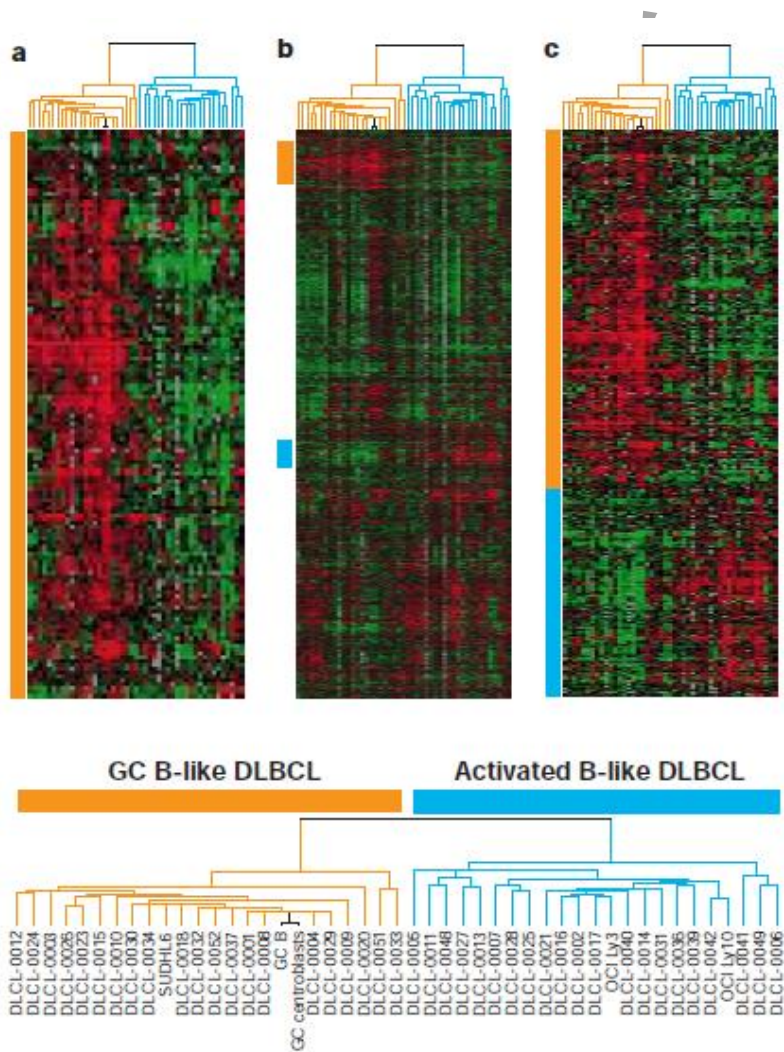 a
b
c
GC B-like DLBCL
Activated B-like DLBCL
DLCL-0012
DLCL-0024
DLCL-0003
DLCL-0026
DLCL-0023
DLCL-0015
DLCL-0010
DLCL-0030
DLCL-0034
SUDHL6
DLCL-0018
DLCL-0032
DLCL-0052
DLCL-0037
DLCL-0001
DLCL-0008
GC B
GC centroblasts
DLCL-0004
DLCL-0029
DLCL-0009
DLCL-0020
DLCL-0051
DLCL-0033
DLCL-0005
DLCL-0011
DLCL-0048
DLCL-0027
DLCL-0013
DLCL-0007
DLCL-0028
DLCL-0025
DLCL-0021
DLCL-0016
DLCL-0002
DLCL-0017
OCI Ly3
DLCL-0040
DLCL-0014
DLCL-0031
DLCL-0036
DLCL-0039
DLCL-0042
OCI Ly10
DLCL-0041
DLCL-0049
DLCL-0006